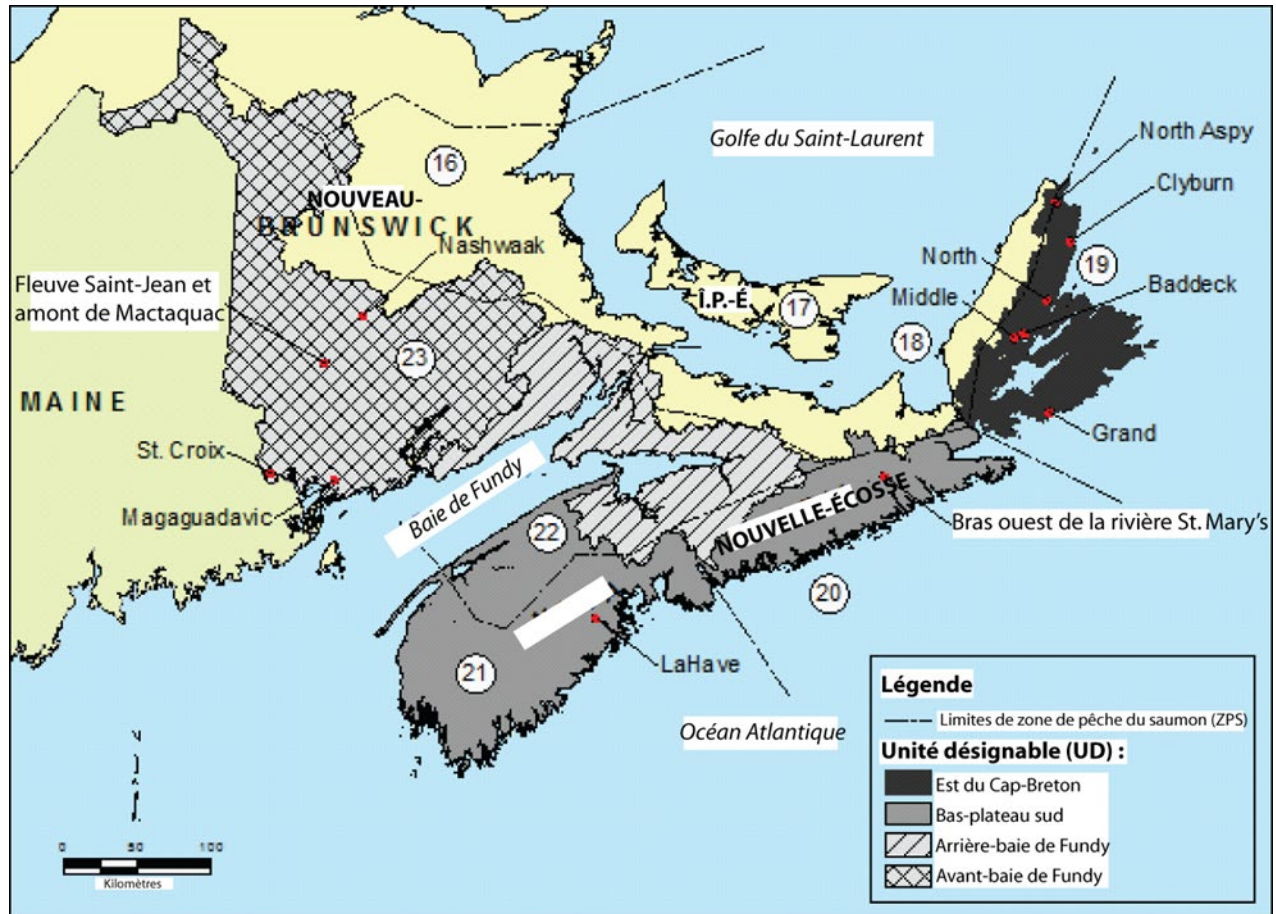 Golfe du Saint-Laurent
North Aspy
Clyburn
16
NOUVEAU-
BRUNSWICK
Nashwaak
19
North
Baddeck
Middle
Fleuve Saint-Jean et
amont de Mactaquac
Î.P.-É.
17
18
23
MAINE
Grand
St. Croix
Magaguadavic
Baie de Fundy
NOUVELLE-ÉCOSSE
Bras ouest de la rivière St. Mary's
22
20
21
LaHave
Océan Atlantique
Légende
Limites de zone de pêche du saumon (ZPS)
Unité désignable (UD) :
Est du Cap-Breton
Bas-plateau sud
Arrière-baie de Fundy
Avant-baie de Fundy
N
0 50 100
Kilomètres